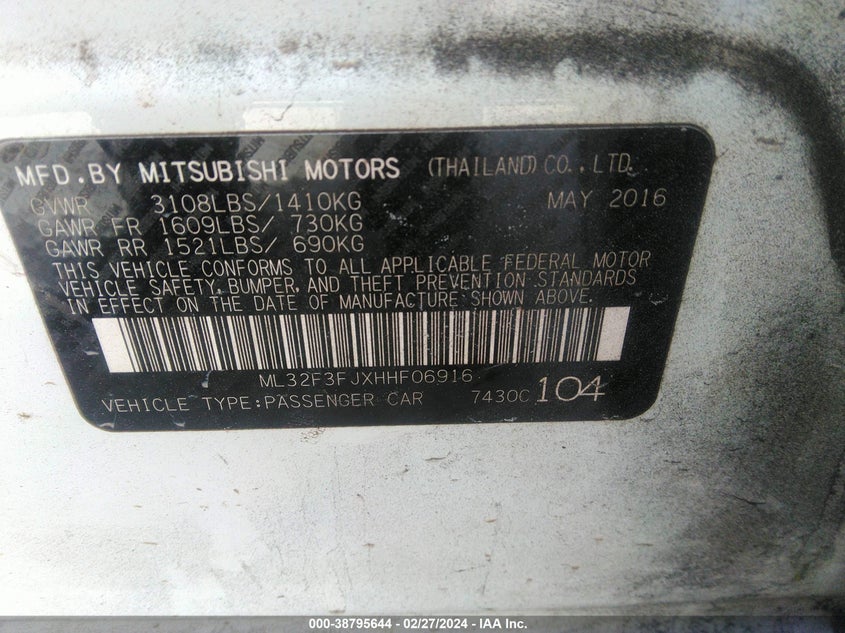 MFD.BY MITSUBISHI MOTORS (THAILAND) CO.,LTD.
GVWR 3108LBS/1410KG MAY 2016
GAWR FR 1609LBS/ 730KG
GAWR RR 1521LBS/ 690KG
THIS VEHICLE CONFORMS TO ALL APPLICABLE FEDERAL MOTOR
VEHICLE SAFETY, BUMPER, AND THEFT PREVENTION STANDARDS
IN EFFECT ON THE DATE OF MANUFACTURE SHOWN ABOVE.
ML32F3FJXHHF06916
VEHICLE TYPE:PASSENGER CAR 7430C 104
000-38795644 - 02/27/2024 - IAA Inc.